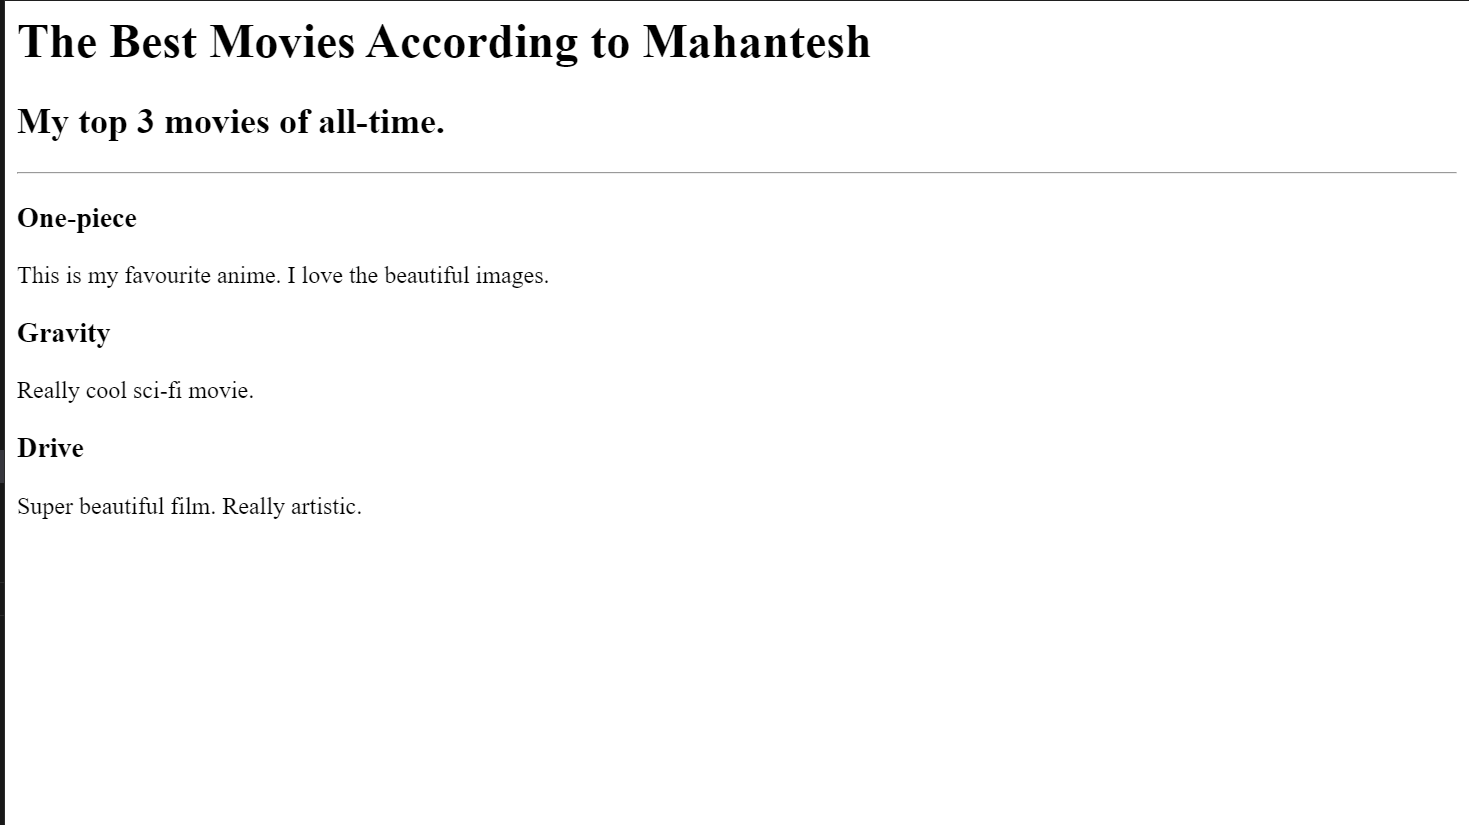 The Best Movies According to Mahantesh
My top 3 movies of all-time.
One-piece
This is my favourite anime. I love the beautiful images.
Gravity
Really cool sci-fi movie.
Drive
Super beautiful film. Really artistic.